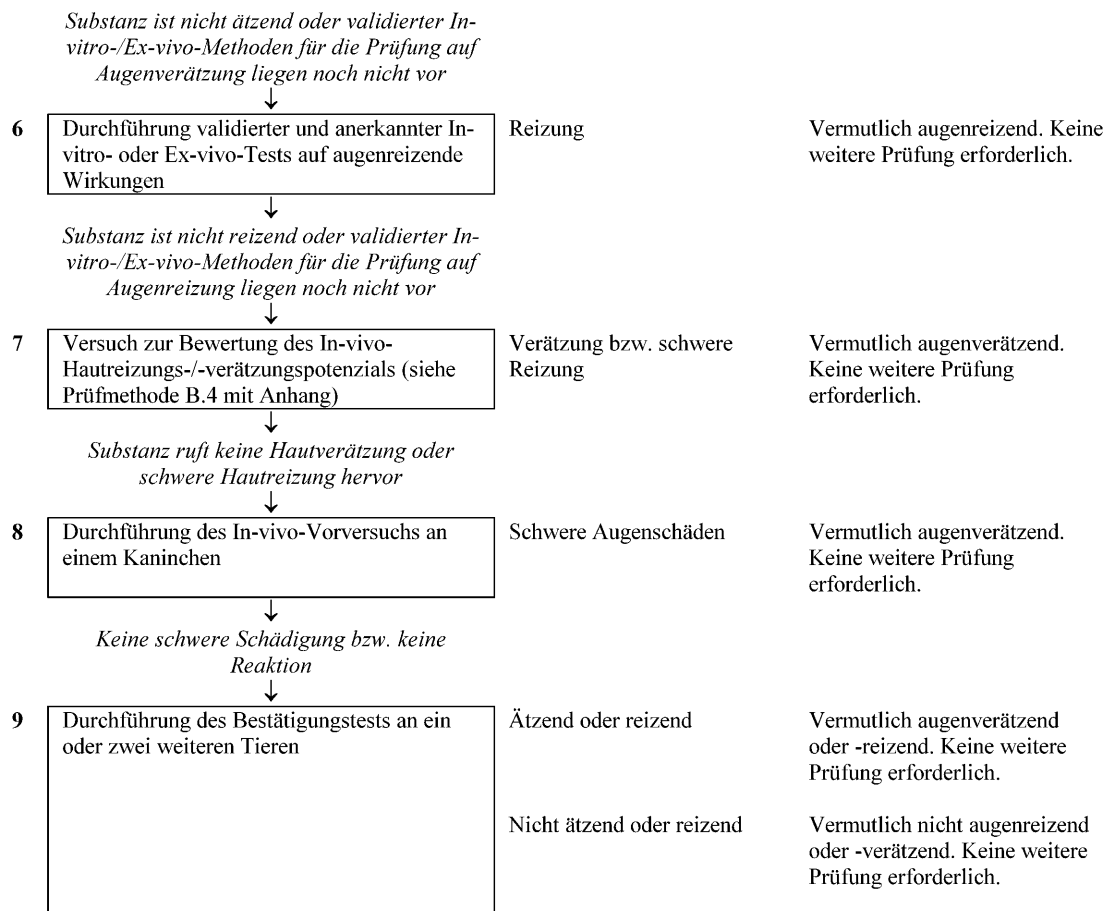 Substanz ist nicht ätzend oder validierter In-
vitro-/Ex-vivo-Methoden für die Prüfung auf
Augenverätzung liegen noch nicht vor
↓
6 Durchführung validierter und anerkannter In- Reizung Vermutlich augenreizend. Keine
vitro- oder Ex-vivo-Tests auf augenreizende weitere Prüfung erforderlich.
Wirkungen
↓
Substanz ist nicht reizend oder validierter In-
vitro-/Ex-vivo-Methoden für die Prüfung auf
Augenreizung liegen noch nicht vor
↓
7 Versuch zur Bewertung des In-vivo- Verätzung bzw. schwere Vermutlich augenverätzend.
Hautreizungs-/-verätzungspotenzials (siehe Reizung Keine weitere Prüfung
Prüfmethode B.4 mit Anhang) erforderlich.
↓
Substanz ruft keine Hautverätzung oder
schwere Hautreizung hervor
↓
8 Durchführung des In-vivo-Vorversuchs an Schwere Augenschäden Vermutlich augenverätzend.
einem Kaninchen Keine weitere Prüfung
erforderlich.
↓
Keine schwere Schädigung bzw. keine
Reaktion
↓
9 Durchführung des Bestätigungstests an ein Ätzend oder reizend Vermutlich augenverätzend
oder zwei weiteren Tieren oder -reizend. Keine weitere
Prüfung erforderlich.
Nicht ätzend oder reizend Vermutlich nicht augenreizend
oder -verätzend. Keine weitere
Prüfung erforderlich.